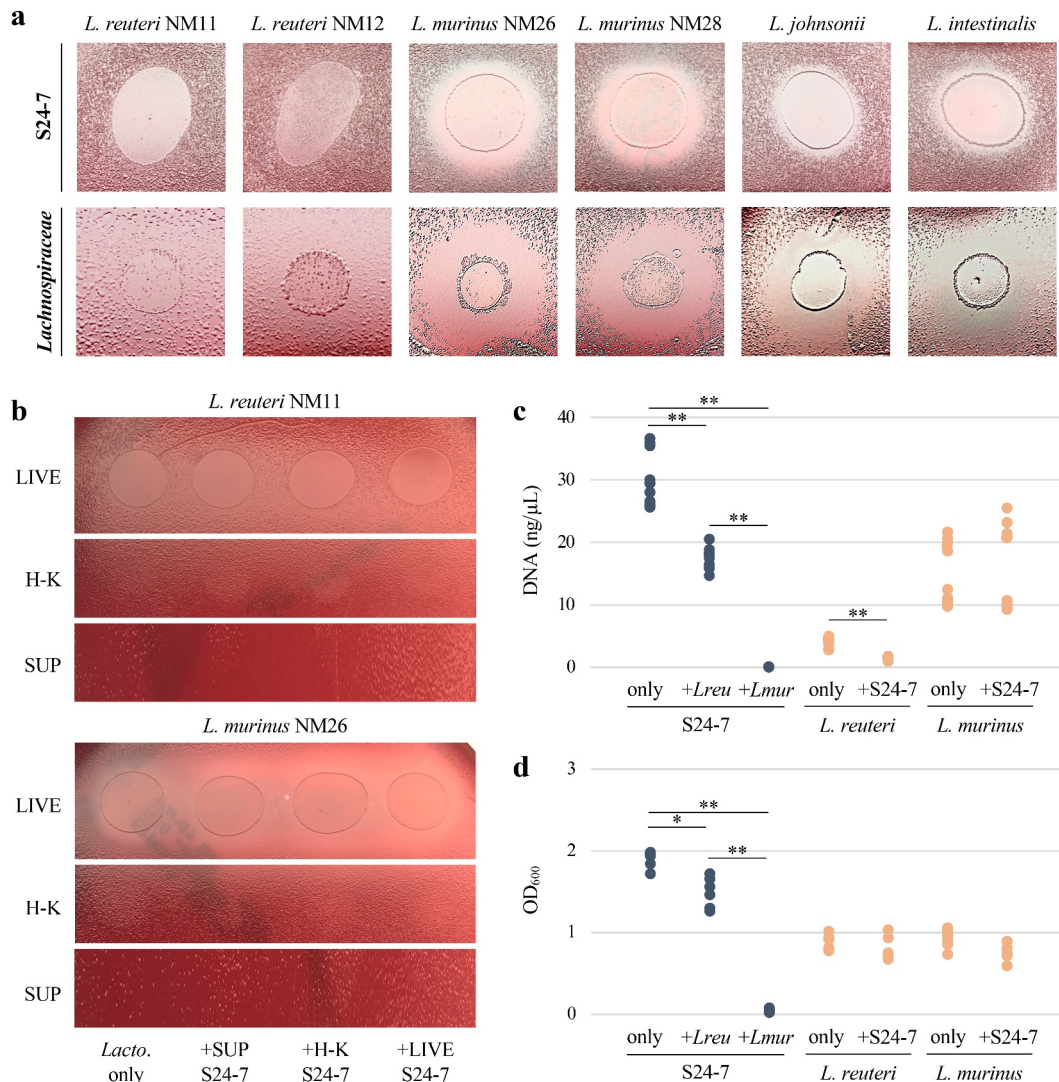 a
L. reuteri NM11 L. reuteri NM12 L. murinus NM26 L. murinus NM28 L. johnsonii L. intestinalis
S24-7
Lachnospiraceae
b
L. reuteri NM11
LIVE
H-K
SUP
L. murinus NM26
LIVE
H-K
SUP
Lacto. +SUP +H-K +LIVE
only S24-7 S24-7 S24-7
c
40
30
20
10
0
DNA (ng/µL)
**
**
**
**
only +Lreu +Lmur only +S24-7 only +S24-7
S24-7 L. reuteri L. murinus
d
3
2
1
0
OD600
**
*
**
only +Lreu +Lmur only +S24-7 only +S24-7
S24-7 L. reuteri L. murinus